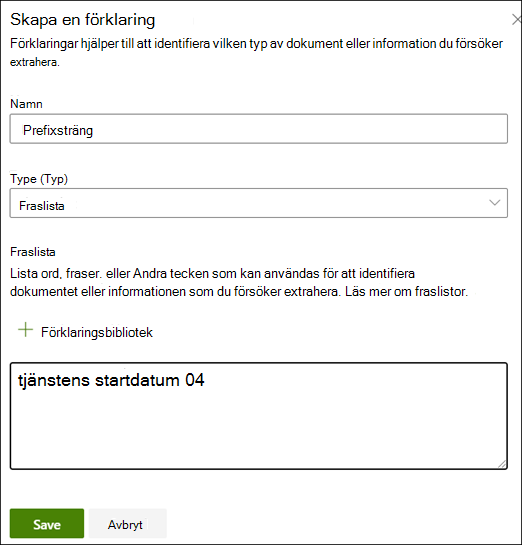 Skapa en förklaring
Förklaringar hjälper till att identifiera vilken typ av dokument eller information du försöker
extrahera.
Namn
Prefixsträng
Type (Typ)
Fraslista
Fraslista
Lista ord, fraser. eller Andra tecken som kan användas för att identifiera
dokumentet eller informationen som du försöker extrahera. Läs mer om fraslistor.
Förklaringsbibliotek
tjänstens startdatum 04
Save Avbryt